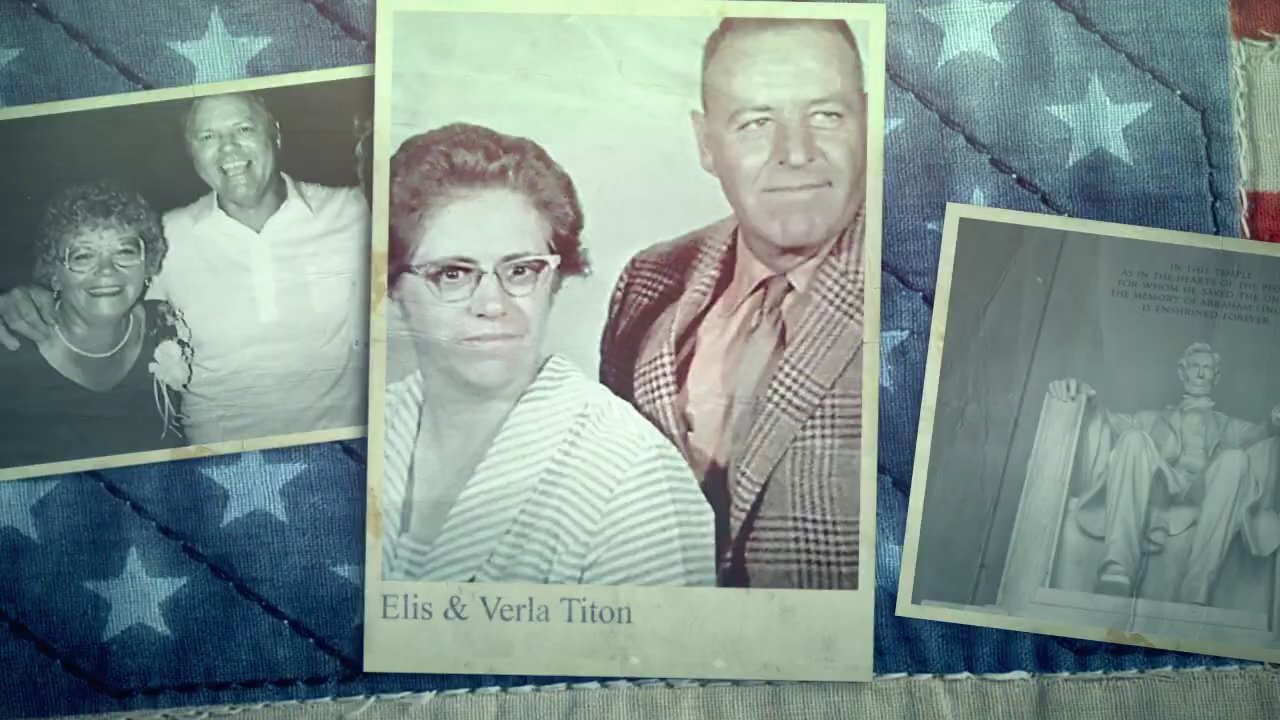 Elis & Verla Titon
IN THIS TEMPLE
AS IN THE HEARTS OF THE
FOR WHOM HE SAVED THE
THE MEMORY OF ABRAHAM
IS ENSHRINED FOREVER